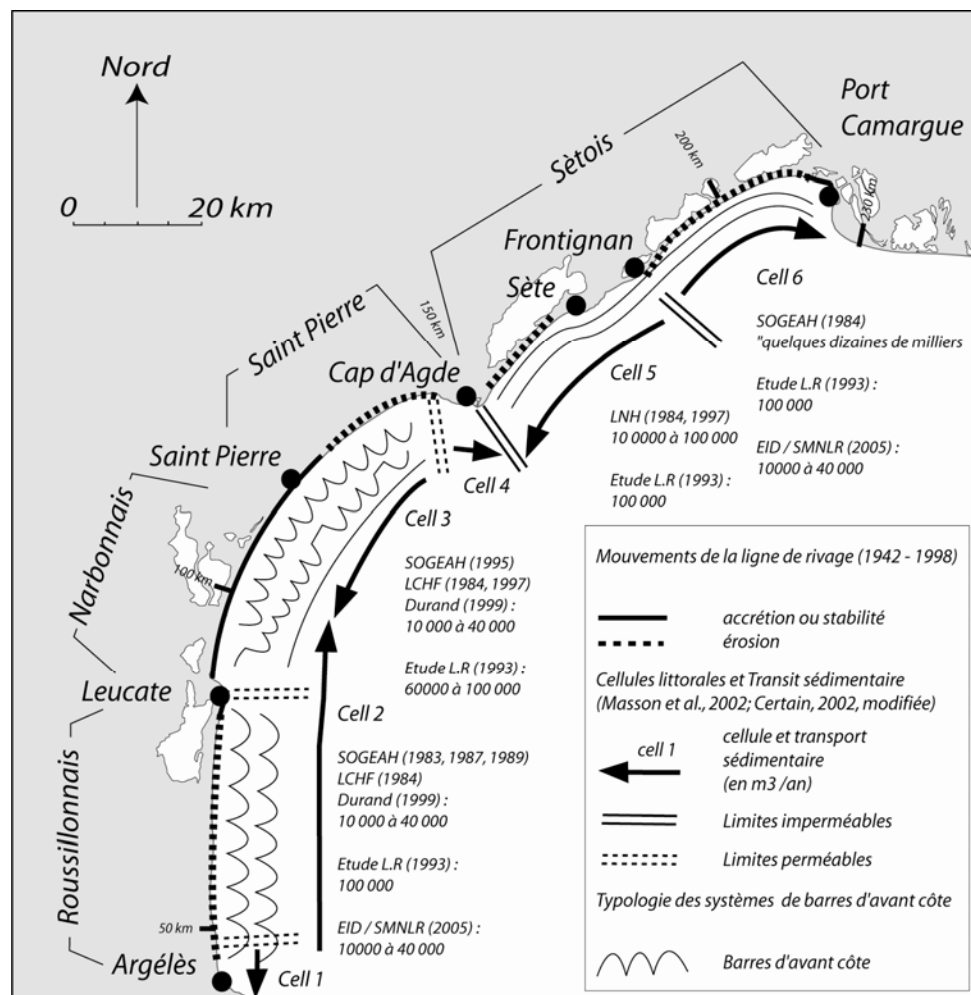 Nord
0 20 km
Port
Camargue
Sètois
200 km
230 km
Frontignan
Sète
Cell 6
SOGEAH (1984)
"quelques dizaines de milliers
Etude L.R (1993) :
100 000
EID / SMNLR (2005) :
10000 à 40 000
150 km
Saint Pierre
Cap d'Agde
Cell 5
LNH (1984, 1997)
10 0000 à 100 000
Etude L.R (1993) :
100 000
Saint Pierre
Cell 4
Cell 3
SOGEAH (1995)
LCHF (1984, 1997)
Durand (1999) :
10 000 à 40 000
Etude L.R (1993) :
60000 à 100 000
Narbonnais
100 km
Leucate
Cell 2
SOGEAH (1983, 1987, 1989)
LCHF (1984)
Durand (1999) :
10 000 à 40 000
Etude L.R (1993) :
100 000
EID / SMNLR (2005) :
10000 à 40 000
Roussillonnais
50 km
Argélès
Cell 1
Mouvements de la ligne de rivage (1942 - 1998)
accrétion ou stabilité
érosion
Cellules littorales et Transit sédimentaire
(Masson et al., 2002; Certain, 2002, modifiée)
cell 1
cellule et transport
sédimentaire
(en m3 /an)
Limites imperméables
Limites perméables
Typologie des systèmes de barres d'avant côte
Barres d'avant côte